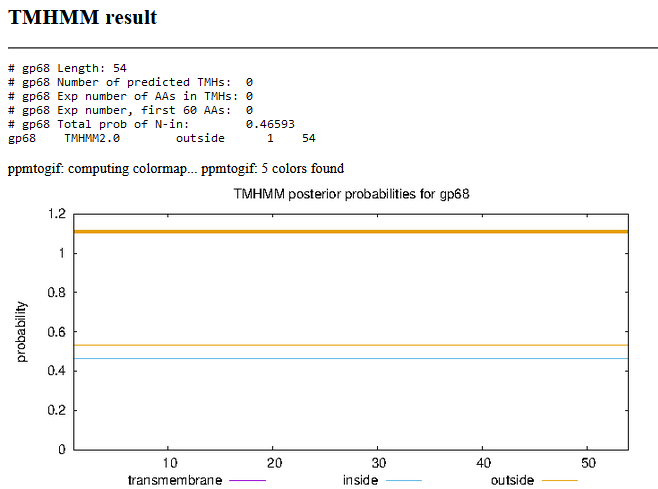 TMHMM result
# gp68 Length: 54
# gp68 Number of predicted TMHs:  0
# gp68 Exp number of AAs in TMHs: 0
# gp68 Exp number, first 60 AAs:  0
# gp68 Total prob of N-in:        0.46593
gp68    TMHMM2.0        outside      1    54
ppmtogif: computing colormap... ppmtogif: 5 colors found
TMHMM posterior probabilities for gp68
1.2
1
0.8
0.6
0.4
0.2
0
probability
10 20 30 40 50
transmembrane inside outside